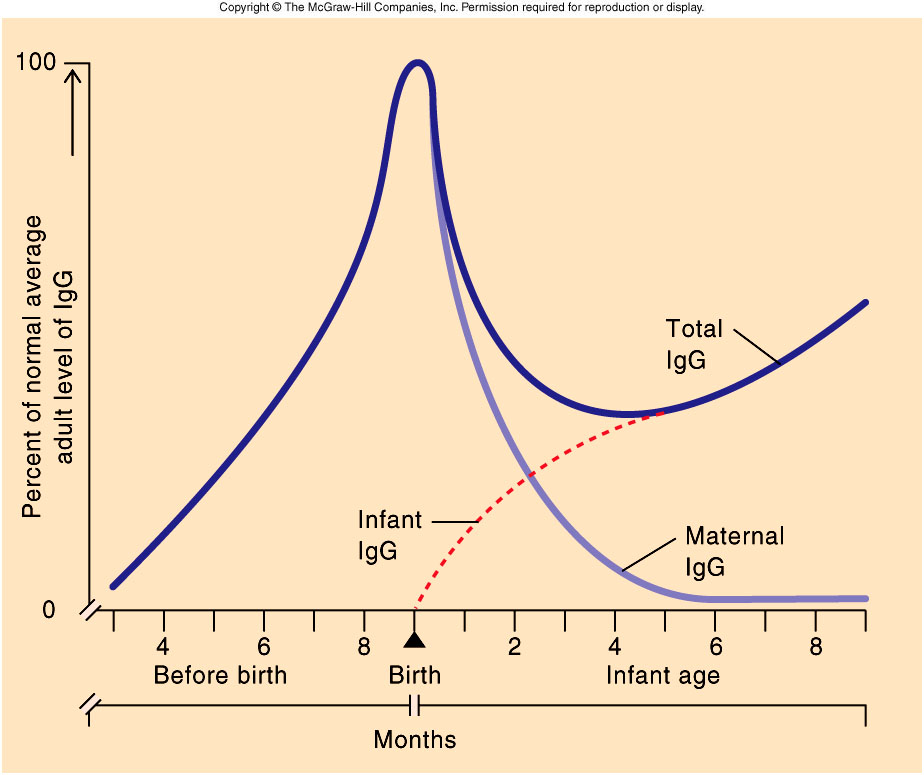 Copyright © The McGraw-Hill Companies, Inc. Permission required for reproduction or display.
100
Percent of normal average
adult level of IgG
Total
IgG
Infant
IgG
Maternal
IgG
0
4 6 8 2 4 6 8
Before birth Birth Infant age
Months